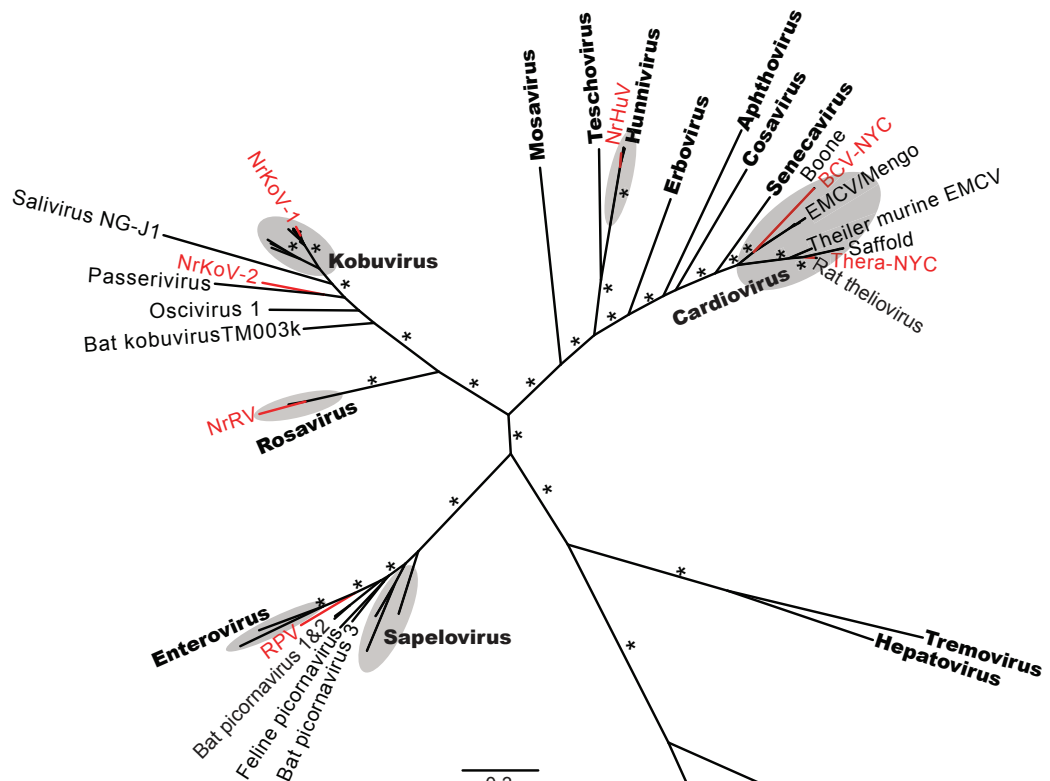 Mosavirus
Teschovirus
NrHuV
Hunnivirus
Erbovirus
Aphthovirus
Cosavirus
Senecavirus
Boone
BCV-NYC
EMCV/Mengo
Theiler murine EMCV
Saffold
Thera-NYC
Rat theliovirus
Cardiovirus
NrKoV-1
Salivirus NG-J1
Kobuvirus
NrKoV-2
Passerivirus
Oscivirus 1
Bat kobuvirusTM003k
NrRV
Rosavirus
Enterovirus
RPV
Bat picornavirus 1&2
Feline picornavirus
Bat picornavirus 3
Sapelovirus
Tremovirus
Hepatovirus